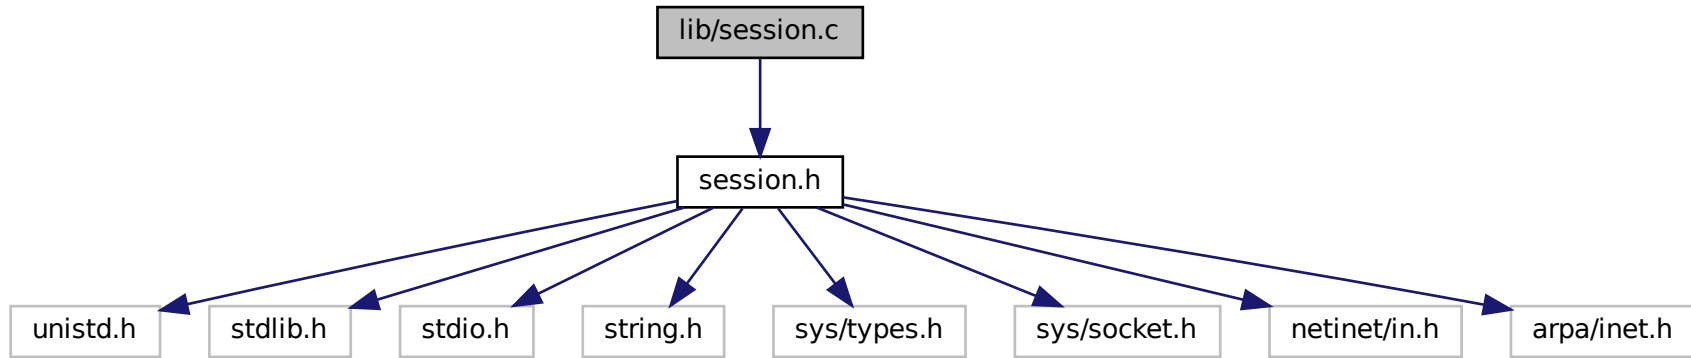 lib/session.c
session.h
unistd.h
stdlib.h
stdio.h
string.h
sys/types.h
sys/socket.h
netinet/in.h
arpa/inet.h